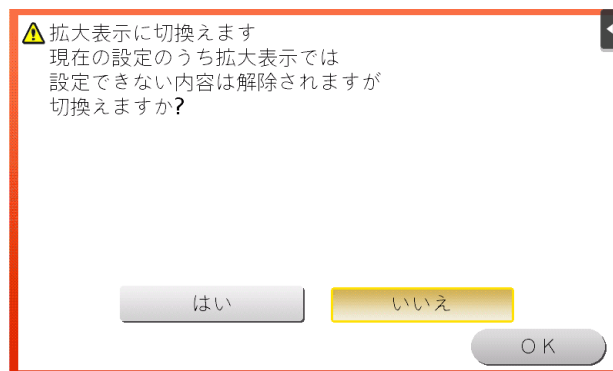 拡大表示に切換えます
現在の設定のうち拡大表示では
設定できない内容は解除されますが
切換えますか?
はい
いいえ
ＯＫ